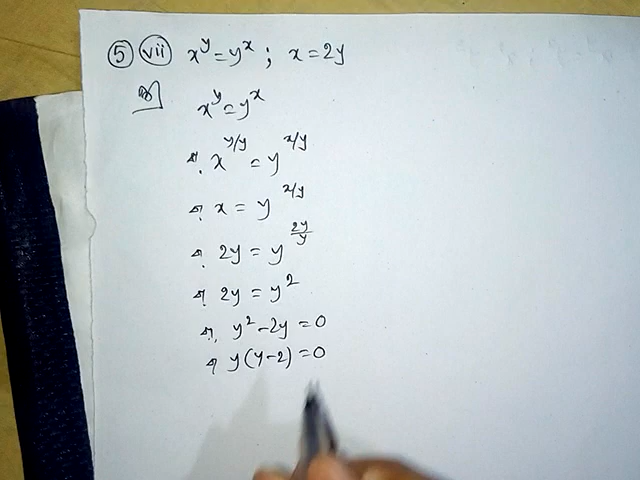 5 vii x^y = y^x ; x = 2y
x^y = y^x
বা, x^{y/y} = y^{x/y}
বা, x = y^{x/y}
বা, 2y = y^{2y/y}
বা, 2y = y^2
বা, y^2 - 2y = 0
বা, y(y-2) = 0